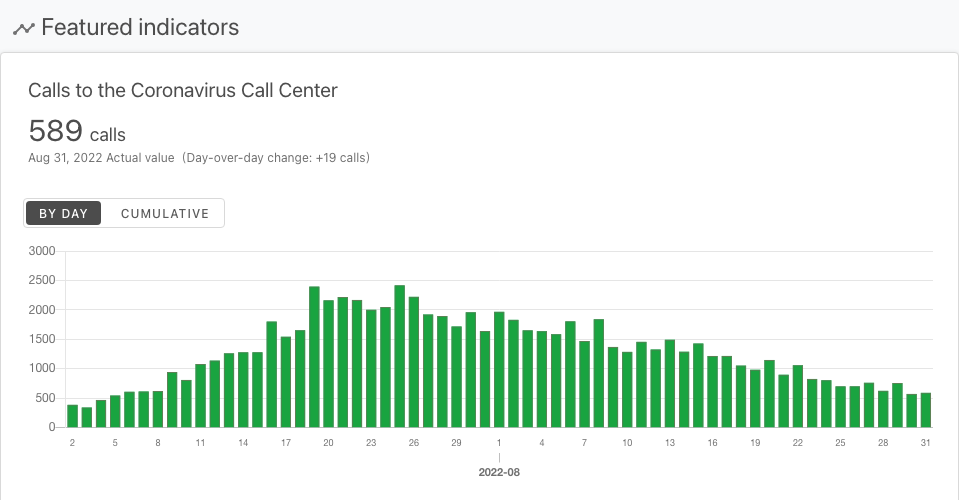 Featured indicators
Calls to the Coronavirus Call Center
589 calls
Aug 31, 2022 Actual value (Day-over-day change: +19 calls)
BY DAY CUMULATIVE
3000
2500
2000
1500
1000
500
0
2 5 8 11 14 17 20 23 26 29 1 4 7 10 13 16 19 22 25 28 31
2022-08